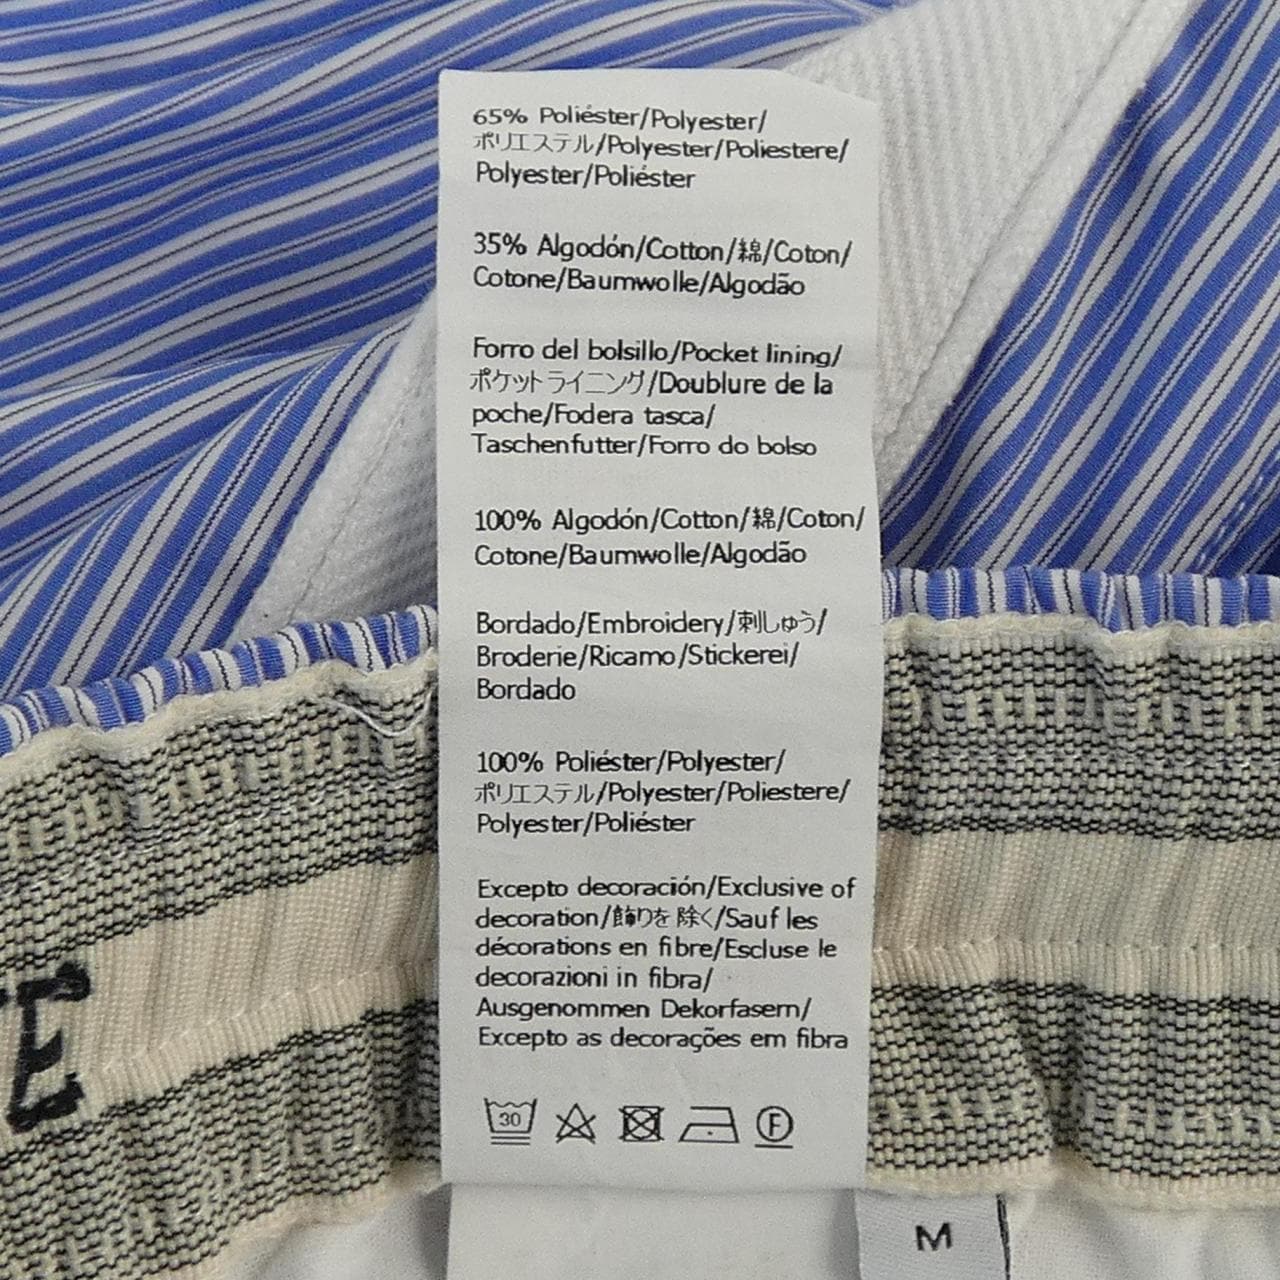 65% Poliéster/Polyester/
ポリエステル/Polyester/Poliestere/
Polyester/Poliéster
35% Algodón/Cotton/綿/Coton/
Cotone/Baumwolle/Algodão
Forro del bolsillo/Pocket lining/
ポケットライニング/Doublure de la
poche/Fodera tasca/
Taschenfutter/Forro do bolso
100% Algodón/Cotton/綿/Coton/
Cotone/Baumwolle/Algodão
Bordado/Embroidery/刺しゅう/
Broderie/Ricamo/Stickerei/
Bordado
100% Poliéster/Polyester/
ポリエステル/Polyester/Poliestere/
Polyester/Poliéster
Excepto decoración/Exclusive of
decoration/飾りを除く/Sauf les
décorations en fibre/Escluse le
decorazioni in fibra/
Ausgenommen Dekorfasern/
Excepto as decorações em fibra
30
F
M